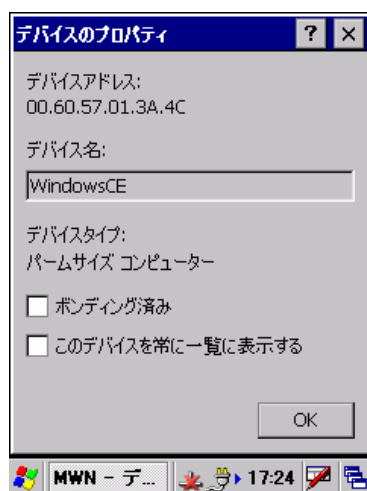 デバイスのプロパティ ? ×
デバイスアドレス:
00.60.57.01.3A.4C
デバイス名:
WindowsCE
デバイスタイプ:
パームサイズ コンピューター
ボンディング済み
このデバイスを常に一覧に表示する
OK
MWN - デ... 17:24